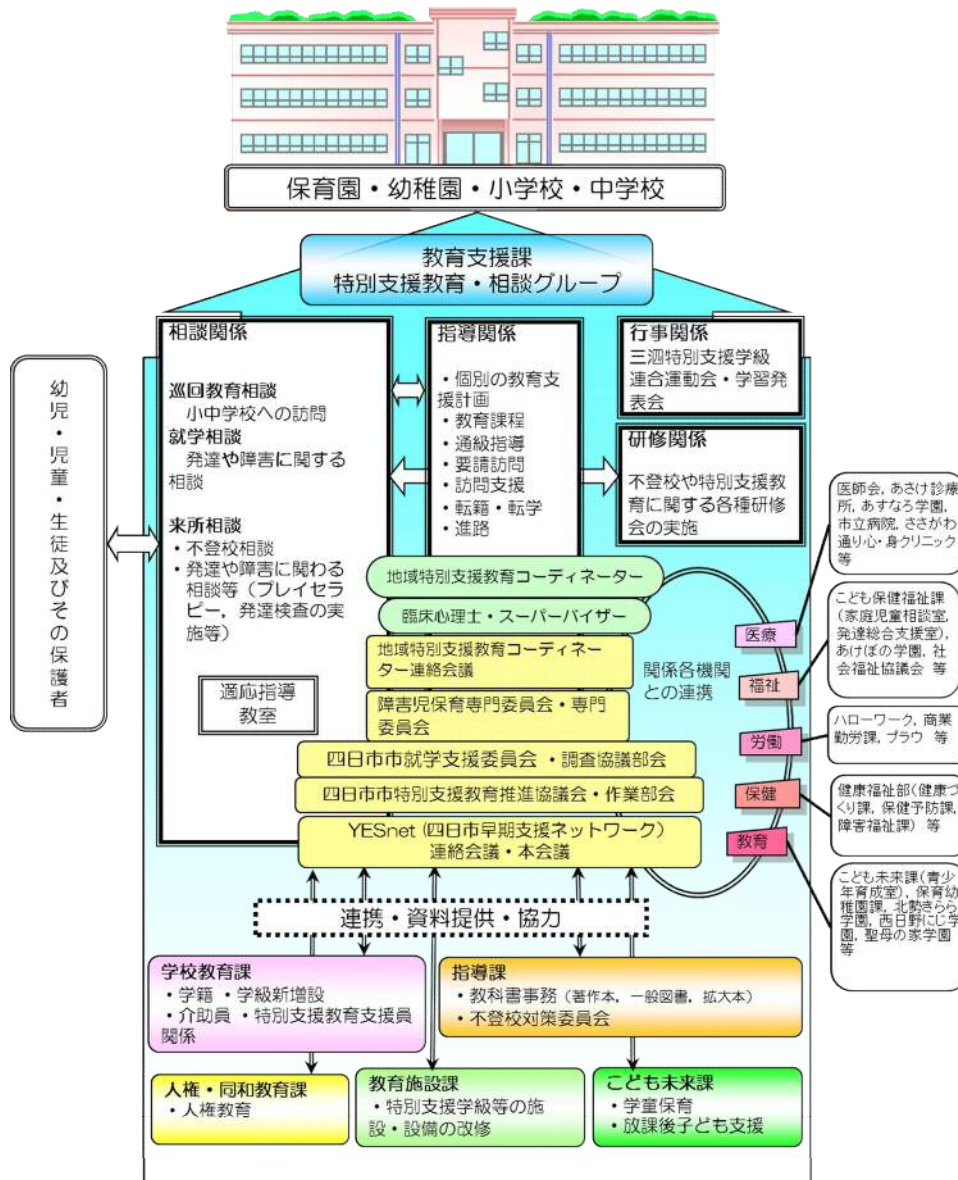 保育園・幼稚園・小学校・中学校
教育支援課
特別支援教育・相談グループ
幼児・児童・生徒及びその保護者
相談関係
巡回教育相談
小中学校への訪問
就学相談
発達や障害に関する
相談
来所相談
・不登校相談
・発達や障害に関わる
相談等（プレイセラ
ピー，発達検査の実
施等）
適応指導
教室
指導関係
・個別の教育支
援計画
・教育課程
・通級指導
・要請訪問
・訪問支援
・転籍・転学
・進路
行事関係
三泗特別支援学級
連合運動会・学習発
表会
研修関係
不登校や特別支援教
育に関する各種研修
会の実施
地域特別支援教育コーディネーター
臨床心理士・スーパーバイザー
地域特別支援教育コーディネー
ター連絡会議
障害児保育専門委員会・専門
委員会
四日市市就学支援委員会 ・調査協議部会
四日市市特別支援教育推進協議会・作業部会
YESnet (四日市早期支援ネットワーク）
連絡会議・本会議
関係各機関
との連携
医療
福祉
労働
保健
教育
医師会，あさけ診療
所，あすなろ学園，
市立病院，ささがわ
通り心・身クリニック
等
こども保健福祉課
（家庭児童相談室，
発達総合支援室），
あけぼの学園，社
会福祉協議会 等
ハローワーク，商業
勤労課，プラウ 等
健康福祉部（健康づ
くり課，保健予防課，
障害福祉課） 等
こども未来課（青少
年育成室），保育幼
稚園課，北勢きらら
学園，西日野にじ学
園，聖母の家学園
等
連携・資料提供・協力
学校教育課
・学籍 ・学級新増設
・介助員 ・特別支援教育支援員
関係
指導課
・教科書事務（著作本，一般図書，拡大本）
・不登校対策委員会
人権・同和教育課
・人権教育
教育施設課
・特別支援学級等の施
設・設備の改修
こども未来課
・学童保育
・放課後子ども支援